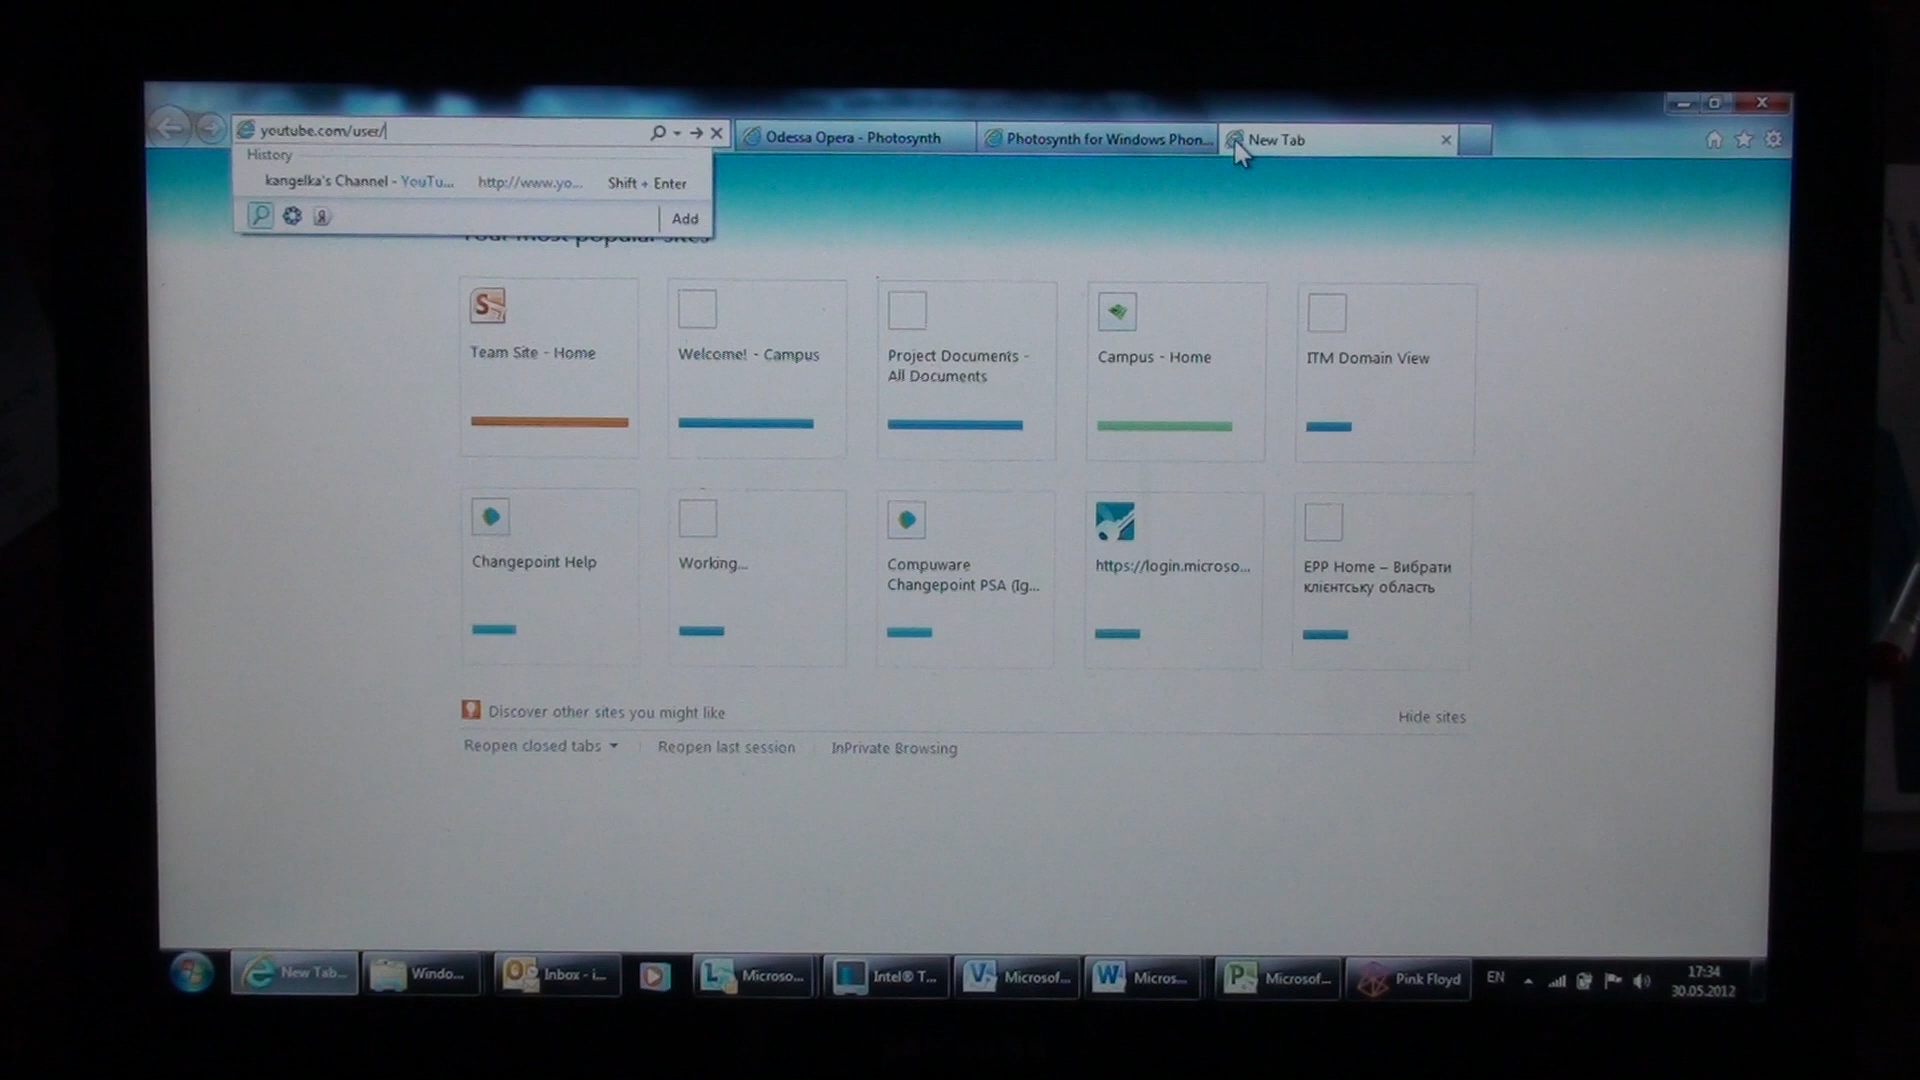 youtube.com/user/
Odessa Opera - Photosynth
Photosynth for Windows Phon...
New Tab
History
kangelka's Channel - YouTu...
http://www.yo...
Shift + Enter
Add
Your most popular sites
Team Site - Home
Welcome! - Campus
Project Documents -
All Documents
Campus - Home
ITM Domain View
Changepoint Help
Working...
Compuware
Changepoint PSA (Ig...
https://login.microso...
EPP Home – Вибрати
клієнтську область
Discover other sites you might like
Hide sites
Reopen closed tabs
Reopen last session
InPrivate Browsing
New Tab...
Windo...
Inbox - i...
Microso...
Intel® T...
Microsof...
Micros...
Microsof...
Pink Floyd
EN
17:34
30.05.2012